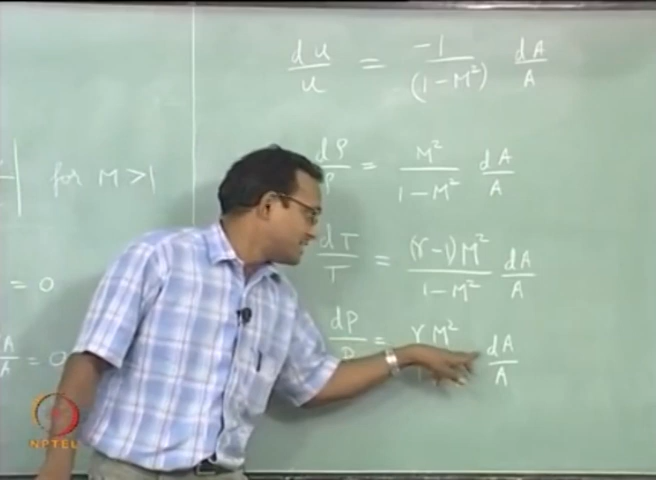 du/u = -1/(1-M²) dA/A
for M>1
dρ/ρ = M²/(1-M²) dA/A
dT/T = (γ-1)M²/(1-M²) dA/A
= 0
dP/P = γM² dA/A
A/A = 0
NPTEL